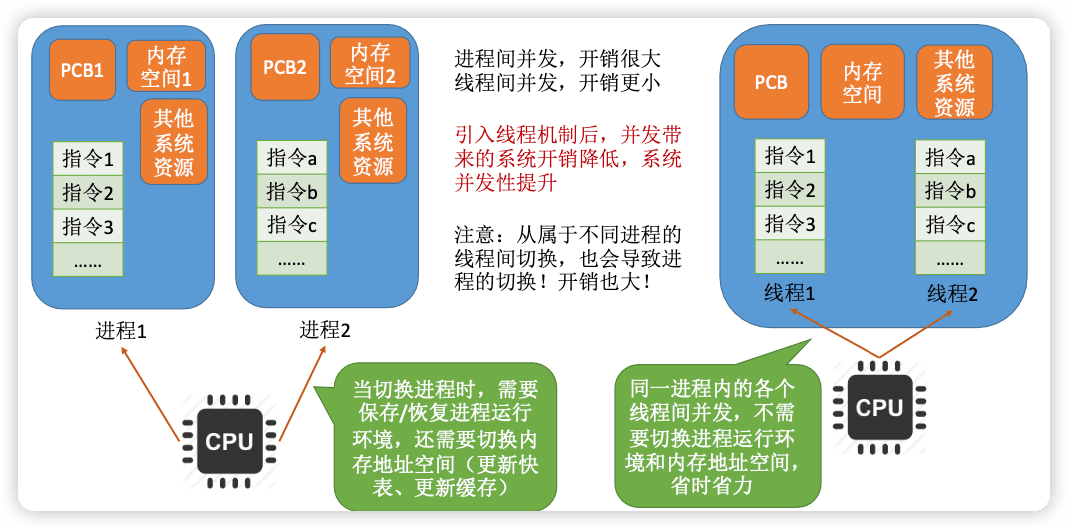 PCB1
内存
空间1
其他
系统
资源
指令1
指令2
指令3
......
进程1
PCB2
内存
空间2
其他
系统
资源
指令a
指令b
指令c
......
进程2
CPU
当切换进程时，需要
保存/恢复进程运行
环境，还需要切换内
存地址空间（更新快
表、更新缓存）
进程间并发，开销很大
线程间并发，开销更小
引入线程机制后，并发带
来的系统开销降低，系统
并发性提升
注意：从属于不同进程的
线程间切换，也会导致进
程的切换！开销也大！
PCB
内存
空间
其他
系统
资源
指令1
指令2
指令3
......
线程1
指令a
指令b
指令c
......
线程2
CPU
同一进程内的各个
线程间并发，不需
要切换进程运行环
境和内存地址空间，
省时省力